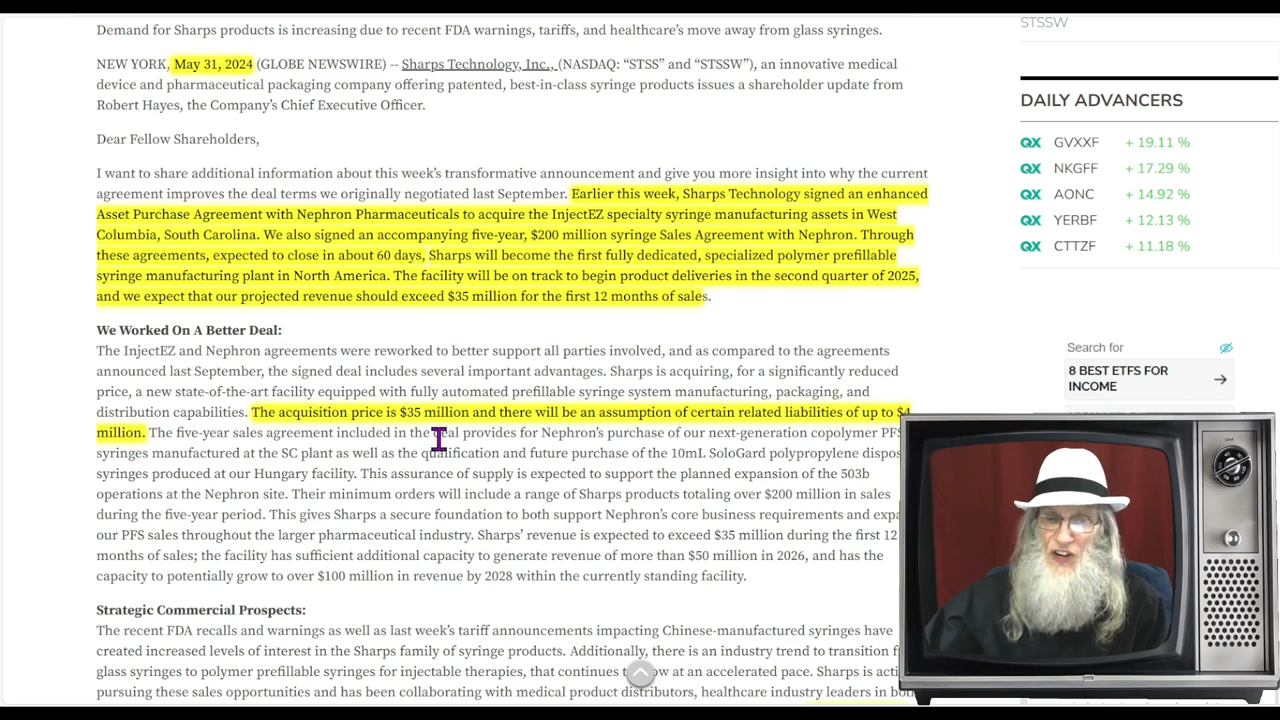 Demand for Sharps products is increasing due to recent FDA warnings, tariffs, and healthcare's move away from glass syringes.
NEW YORK, May 31, 2024 (GLOBE NEWSWIRE) -- Sharps Technology, Inc., (NASDAQ: “STSS” and “STSSW”), an innovative medical
device and pharmaceutical packaging company offering patented, best-in-class syringe products issues a shareholder update from
Robert Hayes, the Company's Chief Executive Officer.
Dear Fellow Shareholders,
I want to share additional information about this week's transformative announcement and give you more insight into why the current
agreement improves the deal terms we originally negotiated last September. Earlier this week, Sharps Technology signed an enhanced
Asset Purchase Agreement with Nephron Pharmaceuticals to acquire the InjectEZ specialty syringe manufacturing assets in West
Columbia, South Carolina. We also signed an accompanying five-year, $200 million syringe Sales Agreement with Nephron. Through
these agreements, expected to close in about 60 days, Sharps will become the first fully dedicated, specialized polymer prefillable
syringe manufacturing plant in North America. The facility will be on track to begin product deliveries in the second quarter of 2025,
and we expect that our projected revenue should exceed $35 million for the first 12 months of sales.
We Worked On A Better Deal:
The InjectEZ and Nephron agreements were reworked to better support all parties involved, and as compared to the agreements
announced last September, the signed deal includes several important advantages. Sharps is acquiring, for a significantly reduced
price, a new state-of-the-art facility equipped with fully automated prefillable syringe system manufacturing, packaging, and
distribution capabilities. The acquisition price is $35 million and there will be an assumption of certain related liabilities of up to $4
million. The five-year sales agreement included in the deal provides for Nephron's purchase of our next-generation copolymer PFS
syringes manufactured at the SC plant as well as the qualification and future purchase of the 10mL SoloGard polypropylene dispos
syringes produced at our Hungary facility. This assurance of supply is expected to support the planned expansion of the 503b
operations at the Nephron site. Their minimum orders will include a range of Sharps products totaling over $200 million in sales
during the five-year period. This gives Sharps a secure foundation to both support Nephron's core business requirements and expa
our PFS sales throughout the larger pharmaceutical industry. Sharps' revenue is expected to exceed $35 million during the first 12
months of sales; the facility has sufficient additional capacity to generate revenue of more than $50 million in 2026, and has the
capacity to potentially grow to over $100 million in revenue by 2028 within the currently standing facility.
Strategic Commercial Prospects:
The recent FDA recalls and warnings as well as last week's tariff announcements impacting Chinese-manufactured syringes have
created increased levels of interest in the Sharps family of syringe products. Additionally, there is an industry trend to transition f
glass syringes to polymer prefillable syringes for injectable therapies, that continues to grow at an accelerated pace. Sharps is acti
pursuing these sales opportunities and has been collaborating with medical product distributors, healthcare industry leaders in bot
STSSW
DAILY ADVANCERS
QX GVXXF + 19.11 %
QX NKGFF + 17.29 %
QX AONC + 14.92 %
QX YERBF + 12.13 %
QX CTTZF + 11.18 %
Search for
8 BEST ETFS FOR
INCOME